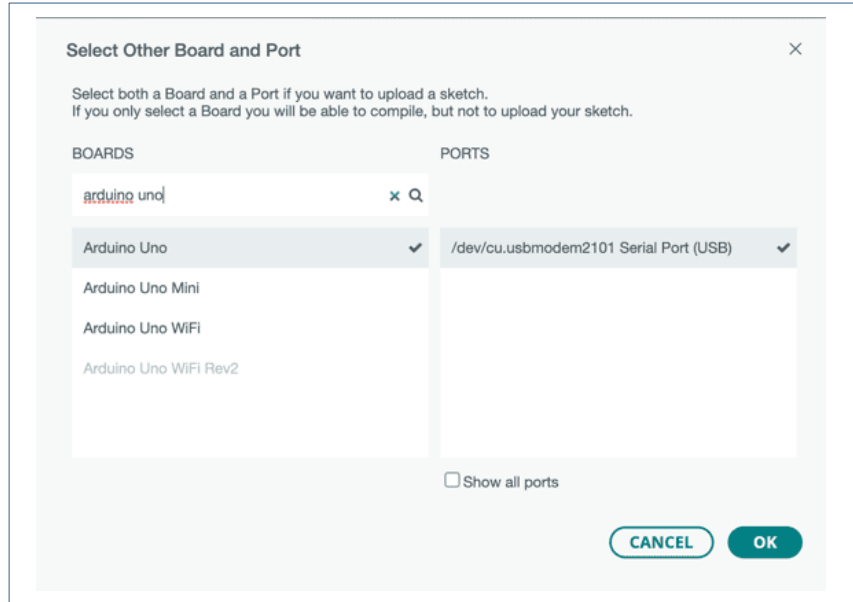 Select Other Board and Port
Select both a Board and a Port if you want to upload a sketch.
If you only select a Board you will be able to compile, but not to upload your sketch.
BOARDS
PORTS
arduino uno
Arduino Uno
/dev/cu.usbmodem2101 Serial Port (USB)
Arduino Uno Mini
Arduino Uno WiFi
Arduino Uno WiFi Rev2
Show all ports
CANCEL
OK